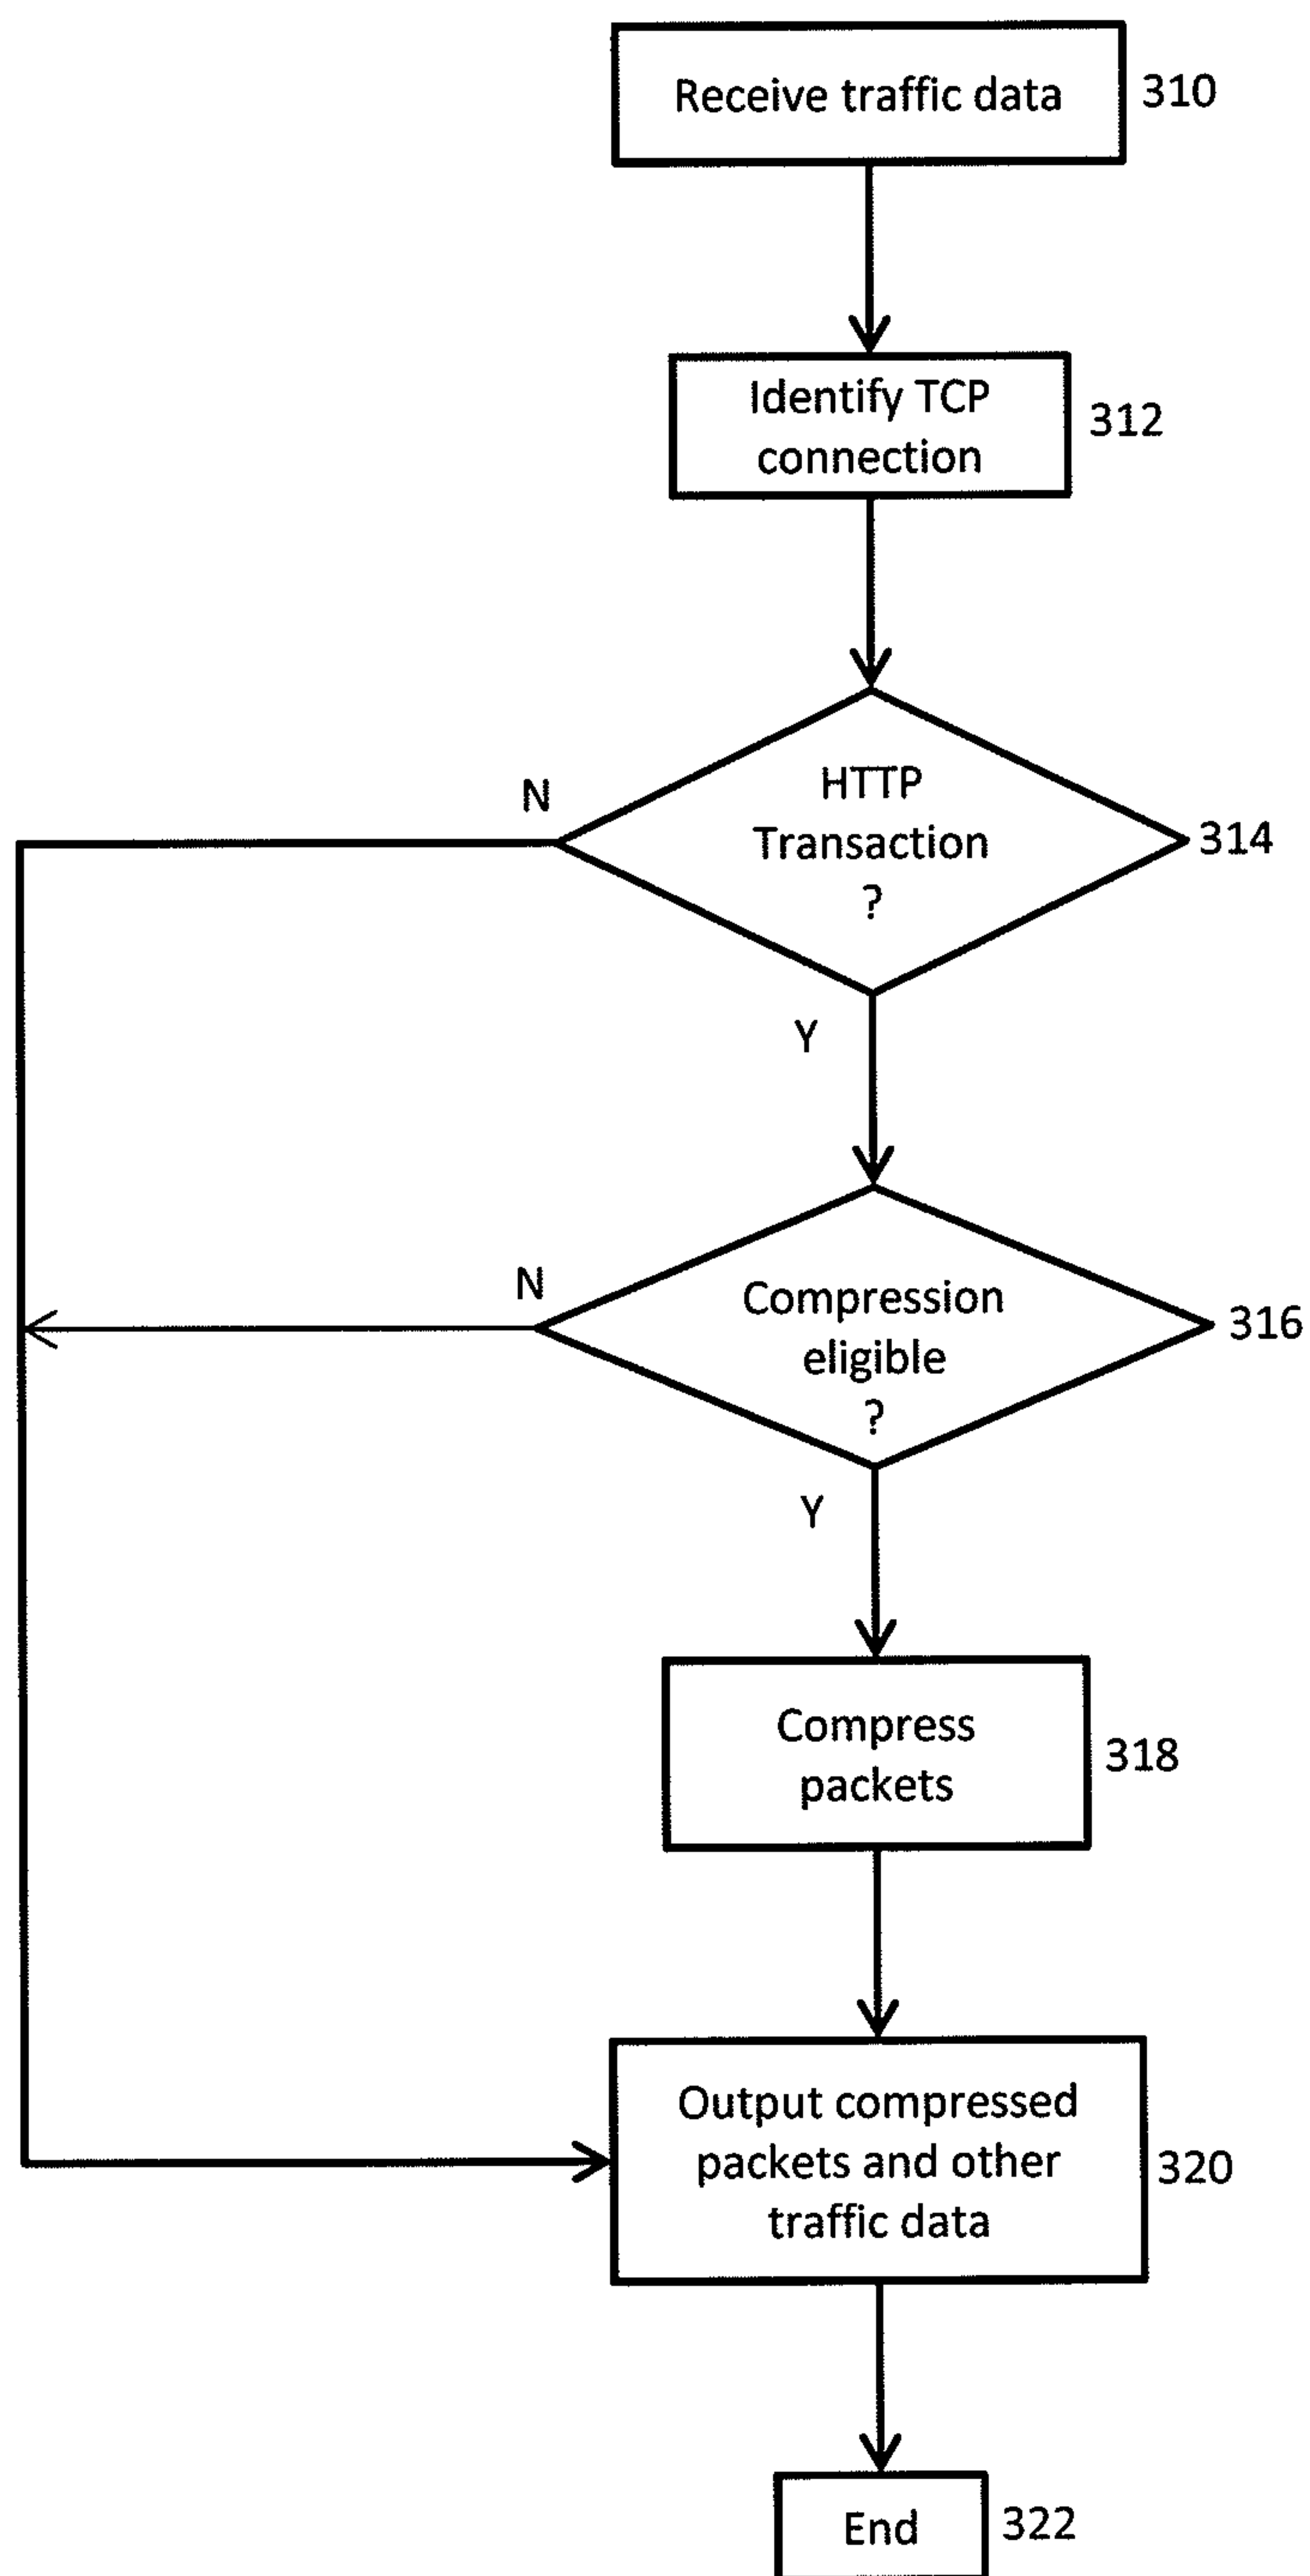 Receive traffic data
310
Identify TCP
connection
312
HTTP
Transaction
?
314
N
Y
Compression
eligible
?
316
N
Y
Compress
packets
318
Output compressed
packets and other
traffic data
320
End
322